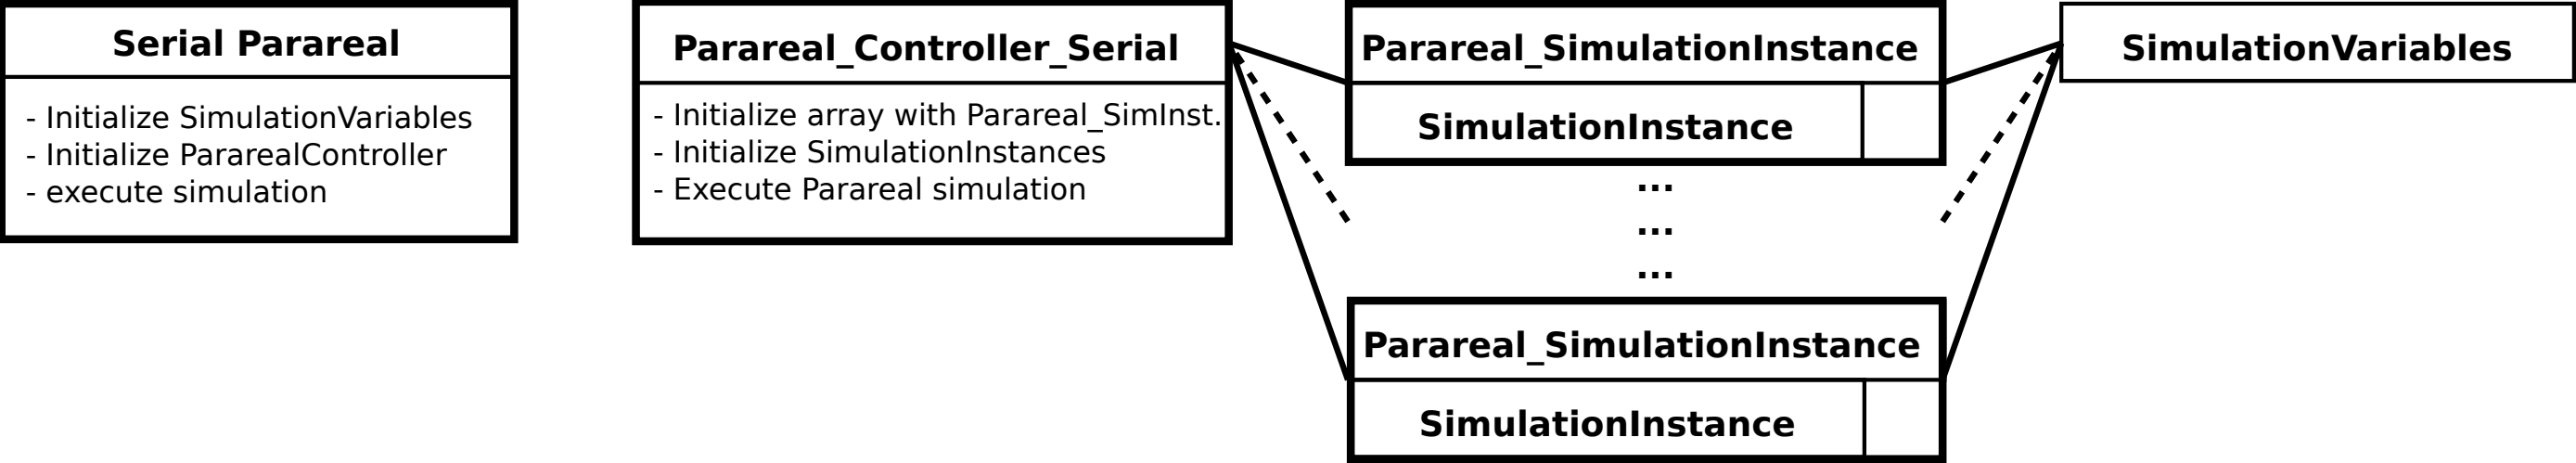 Serial Parareal
- Initialize SimulationVariables
- Initialize PararealController
- execute simulation
Parareal_Controller_Serial
- Initialize array with Parareal_SimInst.
- Initialize SimulationInstances
- Execute Parareal simulation
Parareal_SimulationInstance
SimulationInstance
...
...
...
Parareal_SimulationInstance
SimulationInstance
SimulationVariables